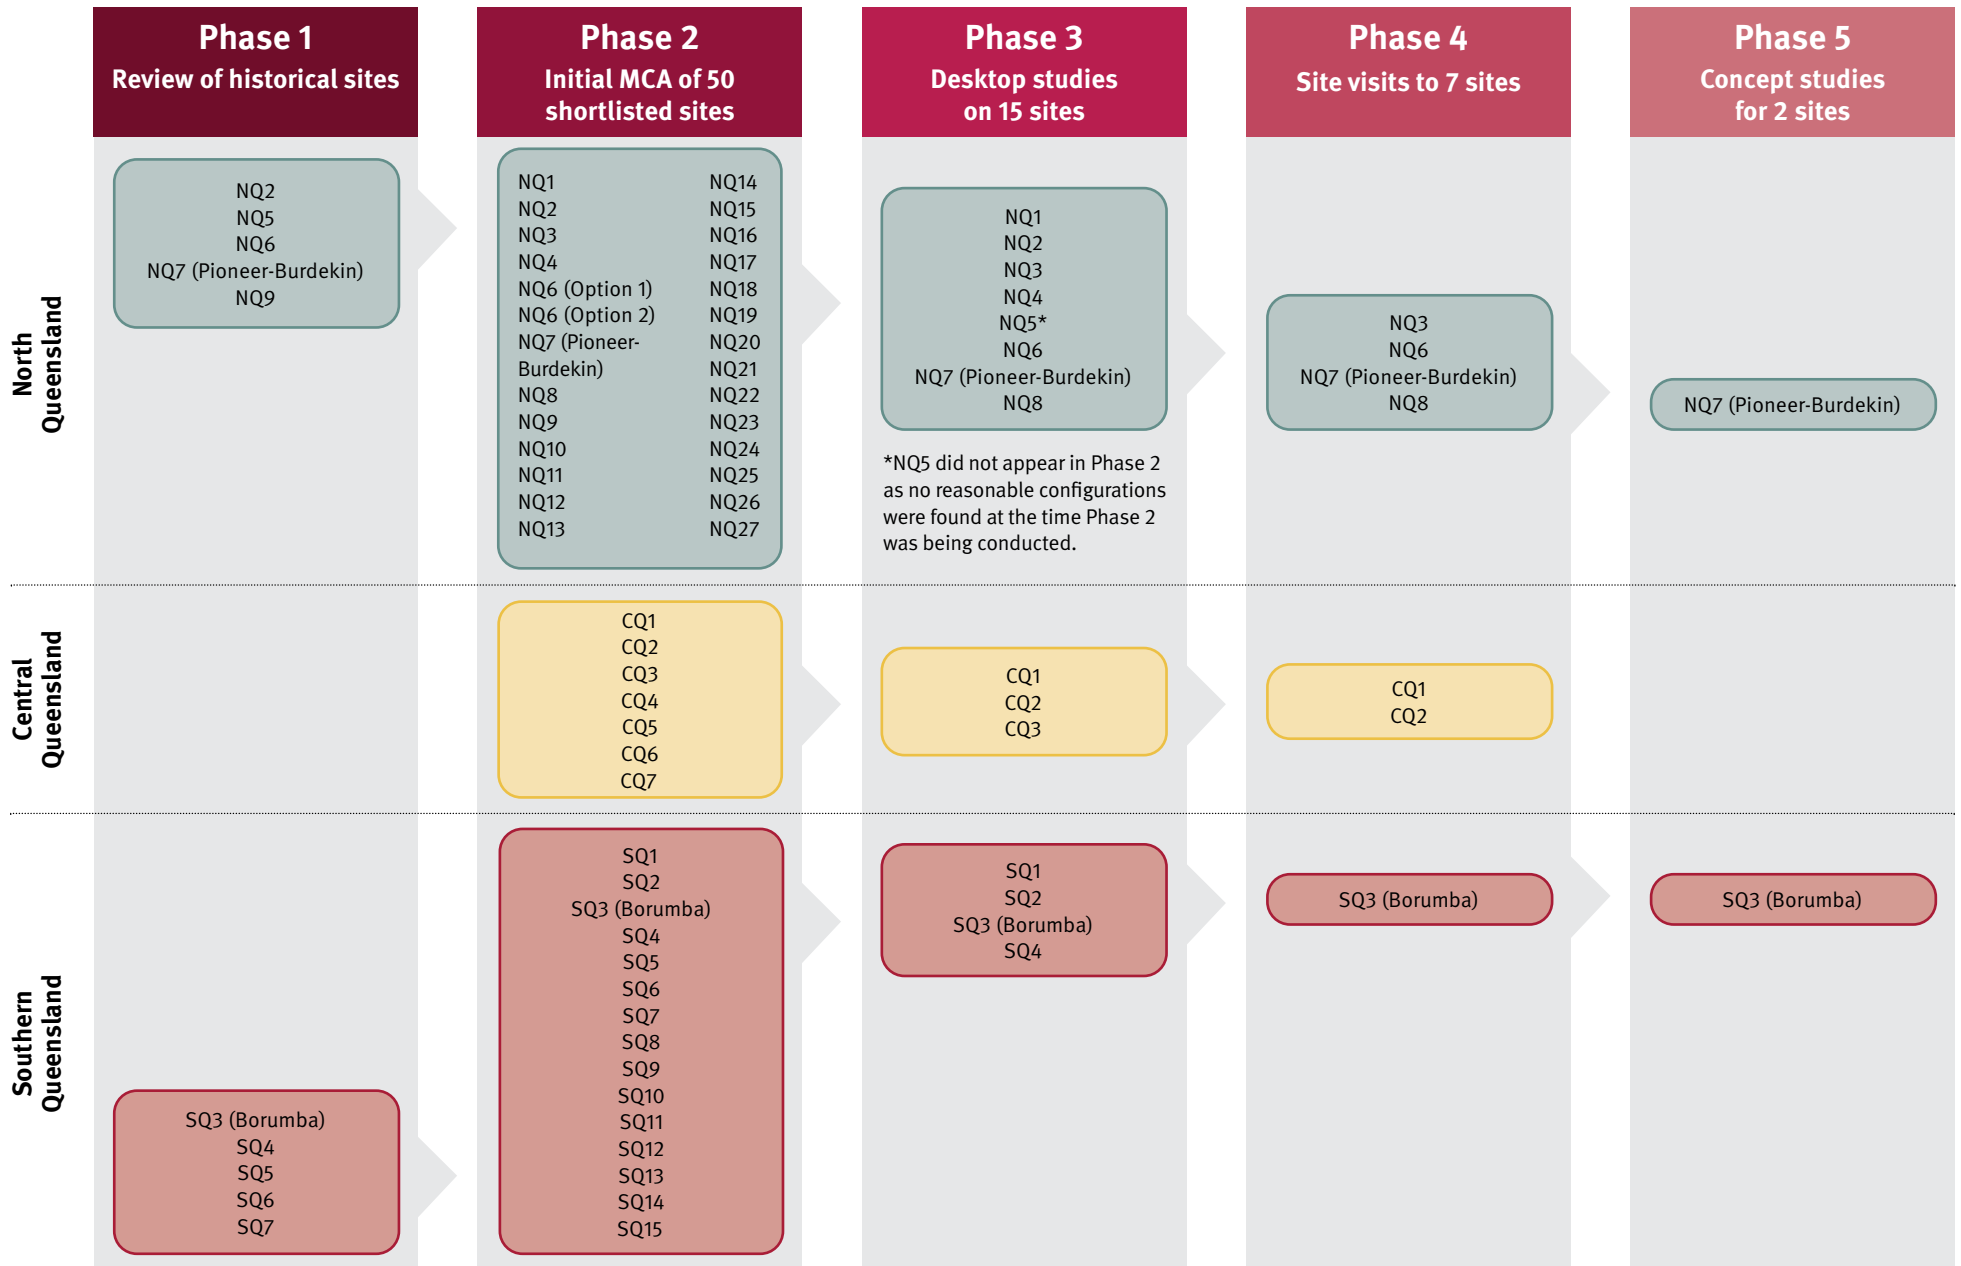 Phase 1
Review of historical sites
Phase 2
Initial MCA of 50
shortlisted sites
Phase 3
Desktop studies
on 15 sites
Phase 4
Site visits to 7 sites
Phase 5
Concept studies
for 2 sites
North
Queensland
NQ2
NQ5
NQ6
NQ7 (Pioneer-Burdekin)
NQ9
NQ1
NQ2
NQ3
NQ4
NQ6 (Option 1)
NQ6 (Option 2)
NQ7 (Pioneer-
Burdekin)
NQ8
NQ9
NQ10
NQ11
NQ12
NQ13
NQ14
NQ15
NQ16
NQ17
NQ18
NQ19
NQ20
NQ21
NQ22
NQ23
NQ24
NQ25
NQ26
NQ27
NQ1
NQ2
NQ3
NQ4
NQ5*
NQ6
NQ7 (Pioneer-Burdekin)
NQ8
*NQ5 did not appear in Phase 2
as no reasonable configurations
were found at the time Phase 2
was being conducted.
NQ3
NQ6
NQ7 (Pioneer-Burdekin)
NQ8
NQ7 (Pioneer-Burdekin)
Central
Queensland
CQ1
CQ2
CQ3
CQ4
CQ5
CQ6
CQ7
CQ1
CQ2
CQ3
CQ1
CQ2
Southern
Queensland
SQ3 (Borumba)
SQ4
SQ5
SQ6
SQ7
SQ1
SQ2
SQ3 (Borumba)
SQ4
SQ5
SQ6
SQ7
SQ8
SQ9
SQ10
SQ11
SQ12
SQ13
SQ14
SQ15
SQ1
SQ2
SQ3 (Borumba)
SQ4
SQ3 (Borumba)
SQ3 (Borumba)